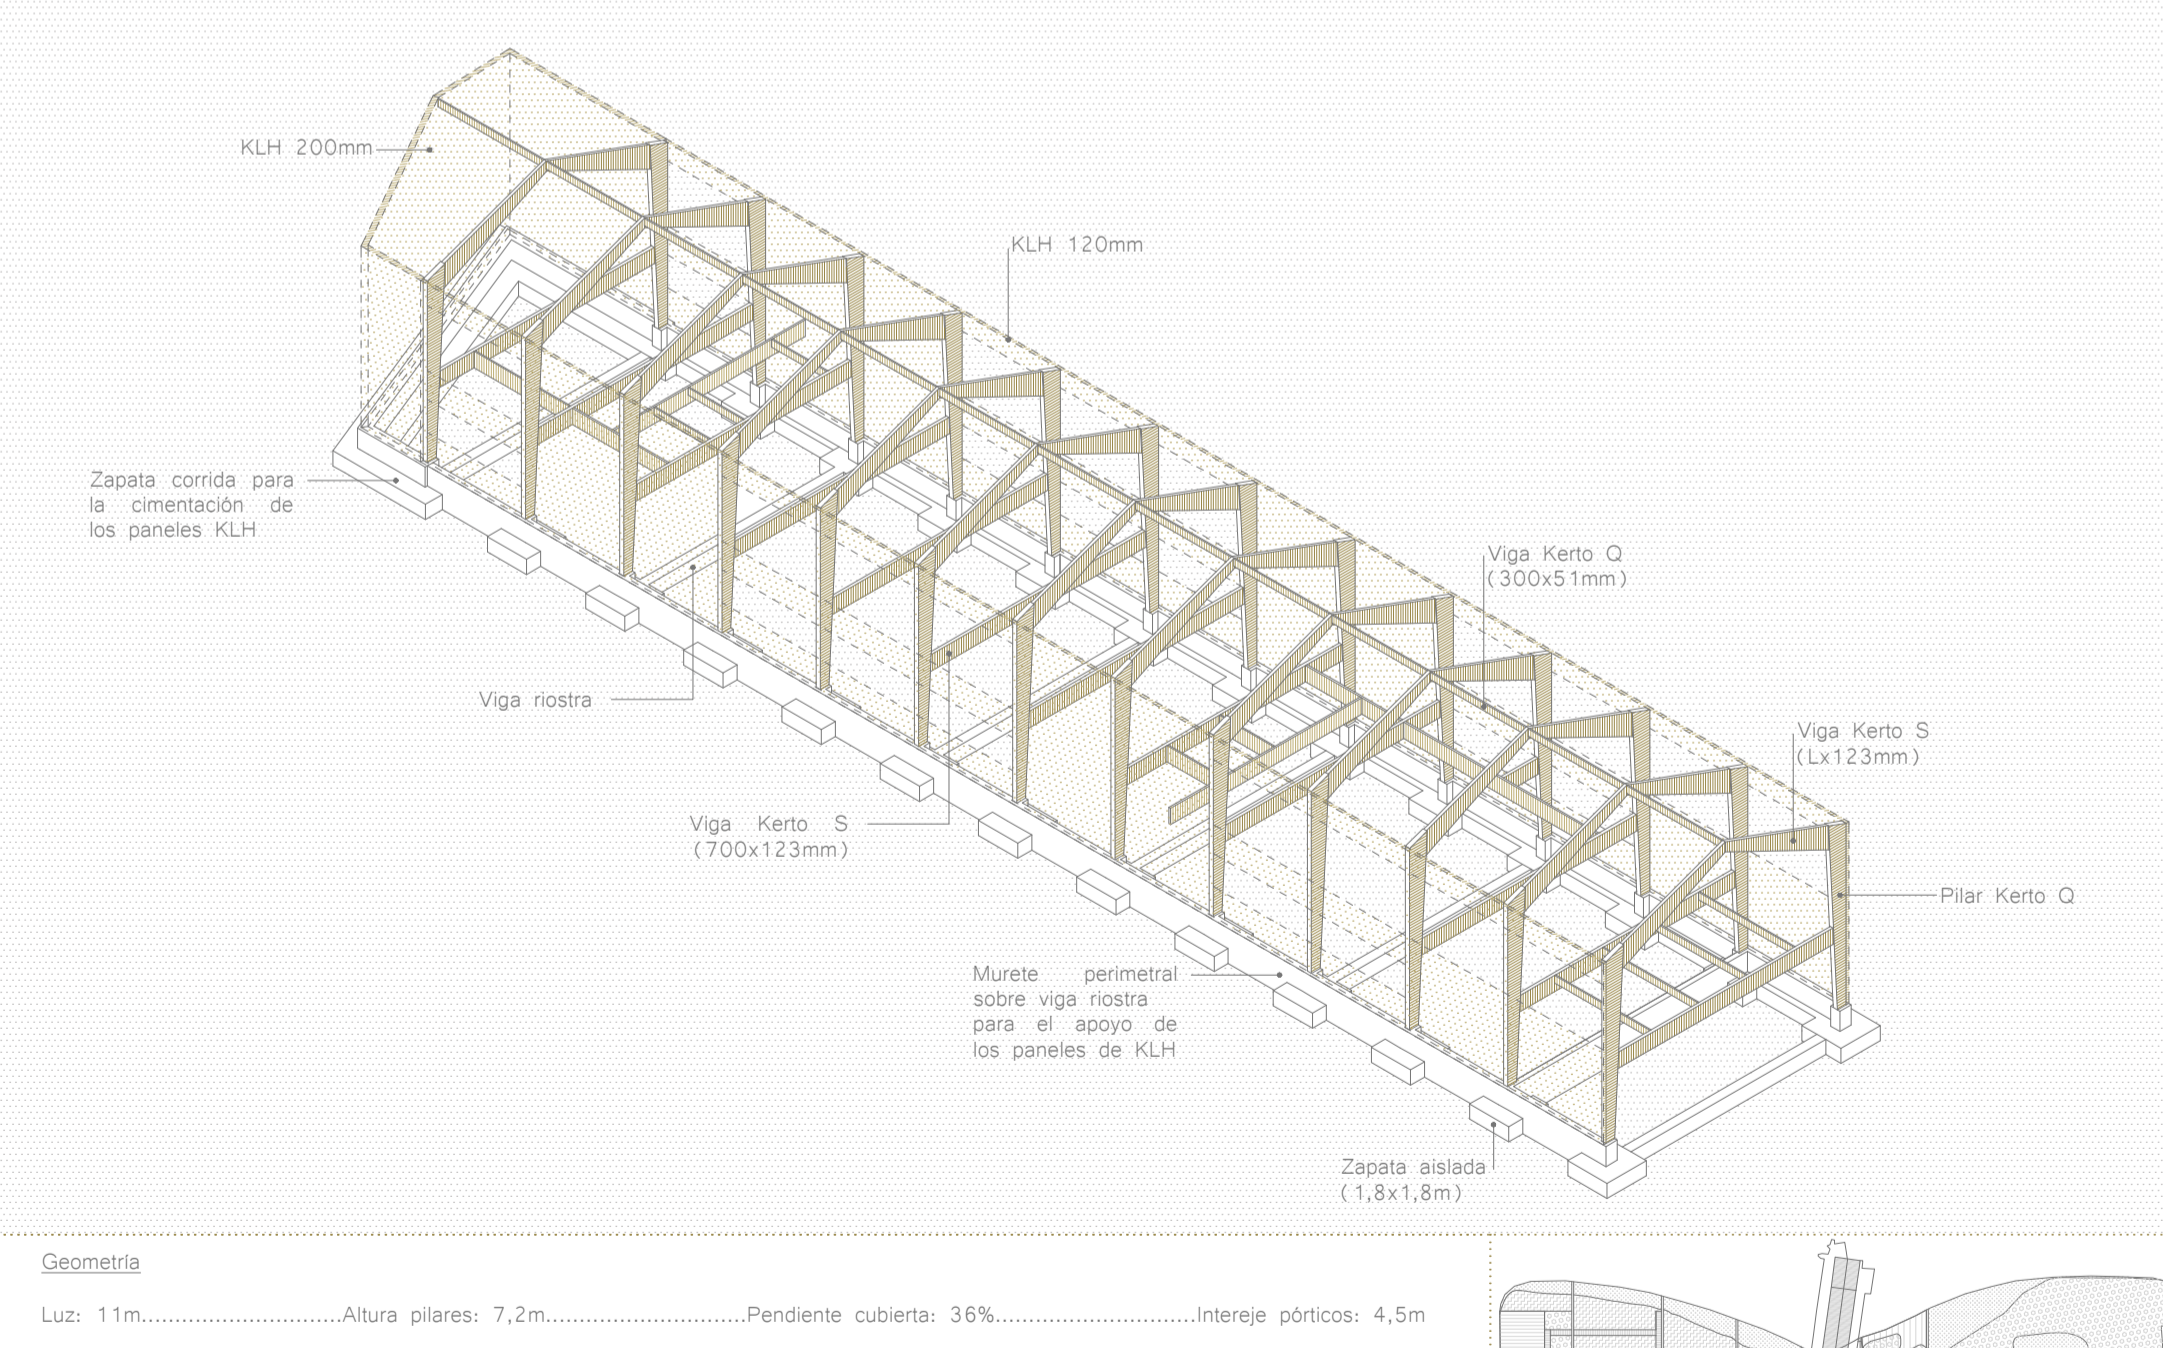 KLH 200mm
KLH 120mm
Zapata corrida para
la cimentación de
los paneles KLH
Viga Kerto Q
(300x51mm)
Viga riostra
Viga Kerto S
(Lx123mm)
Viga Kerto S
(700x123mm)
Pilar Kerto Q
Murete perimetral
sobre viga riostra
para el apoyo de
los paneles de KLH
Zapata aislada
(1,8x1,8m)
Geometría
Luz: 11m..............................Altura pilares: 7,2m..............................Pendiente cubierta: 36%..............................Intereje pórticos: 4,5m